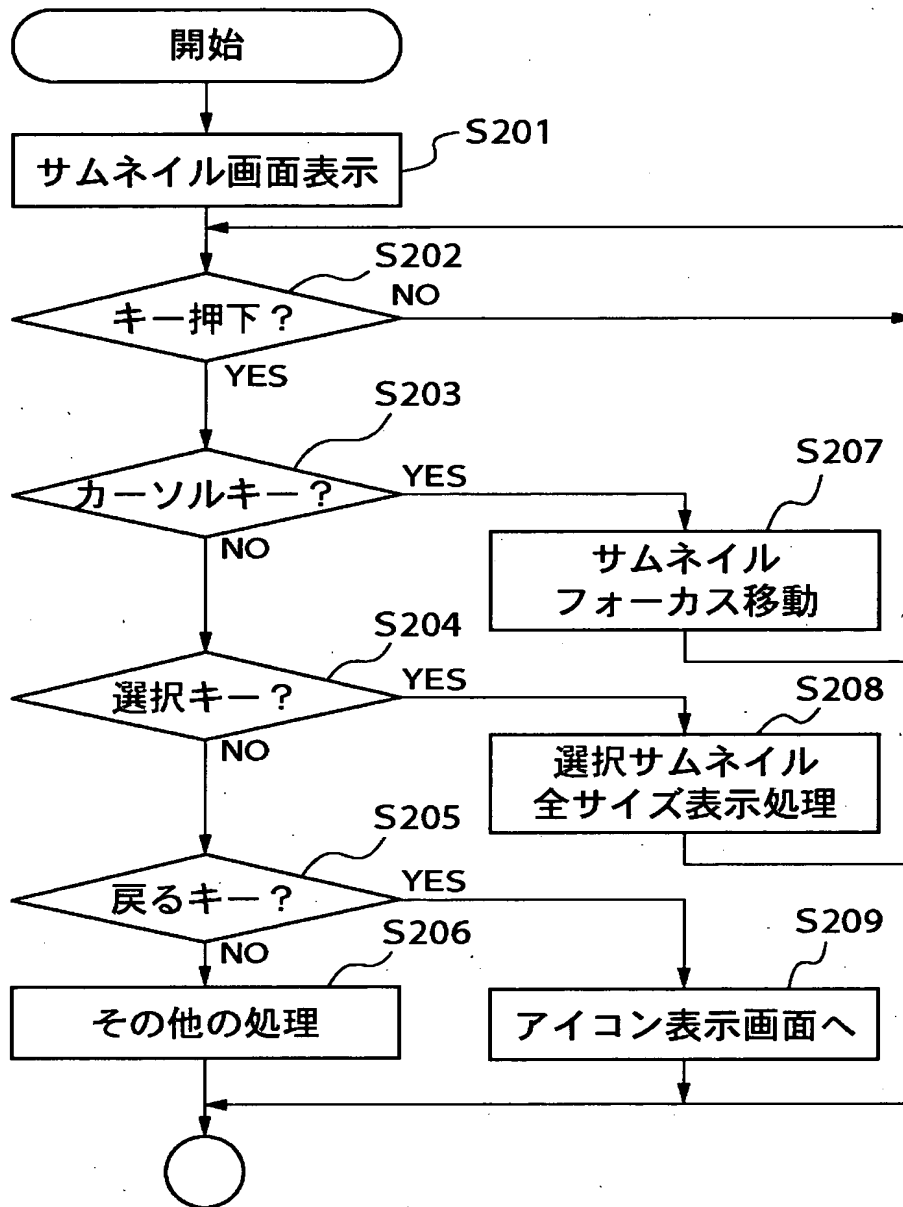 開始
S201
サムネイル画面表示
S202
キー押下？
NO
YES
S203
カーソルキー？
YES
NO
S207
サムネイル
フォーカス移動
S204
選択キー？
YES
NO
S208
選択サムネイル
全サイズ表示処理
S205
戻るキー？
YES
NO
S206
その他の処理
S209
アイコン表示画面へ